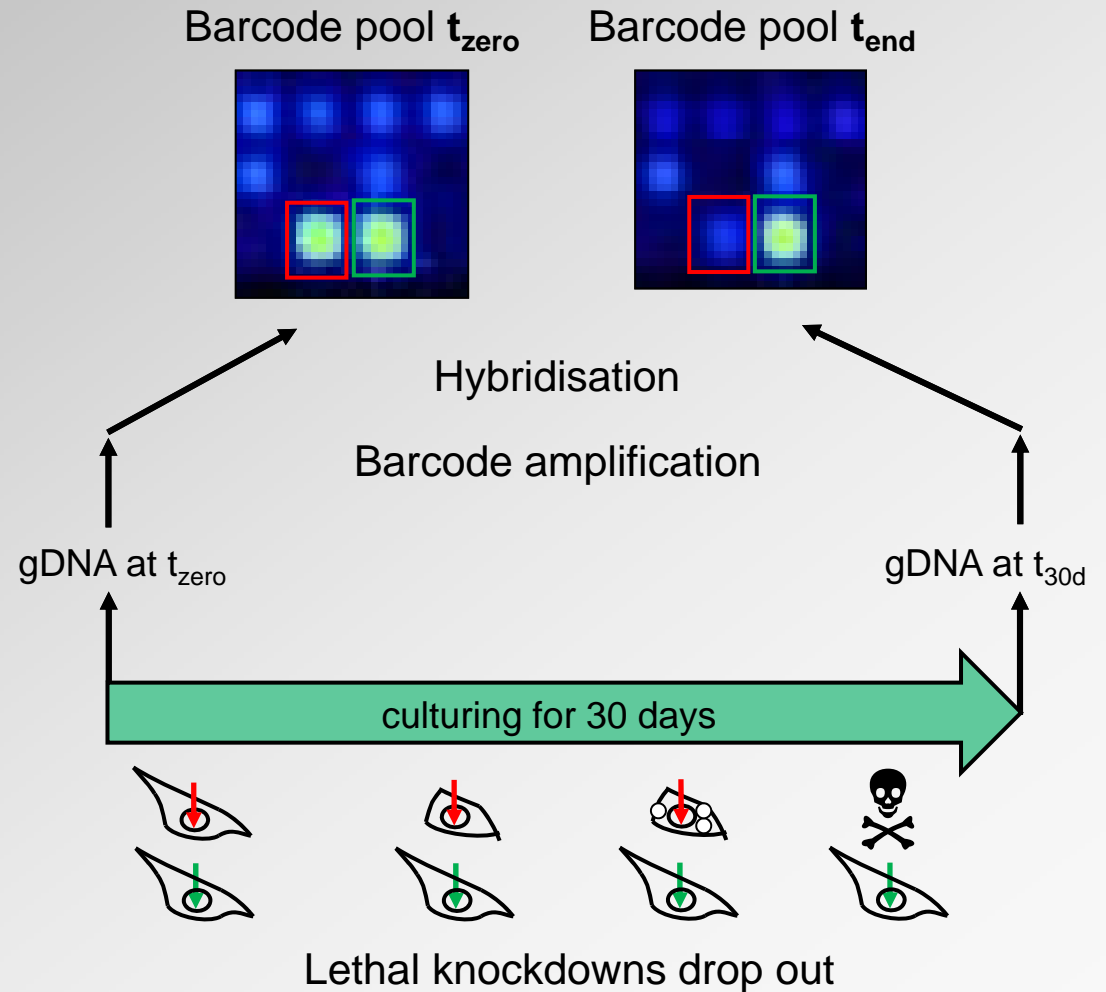 Barcode pool tzero Barcode pool tend
Hybridisation
Barcode amplification
gDNA at tzero gDNA at t30d
culturing for 30 days
Lethal knockdowns drop out